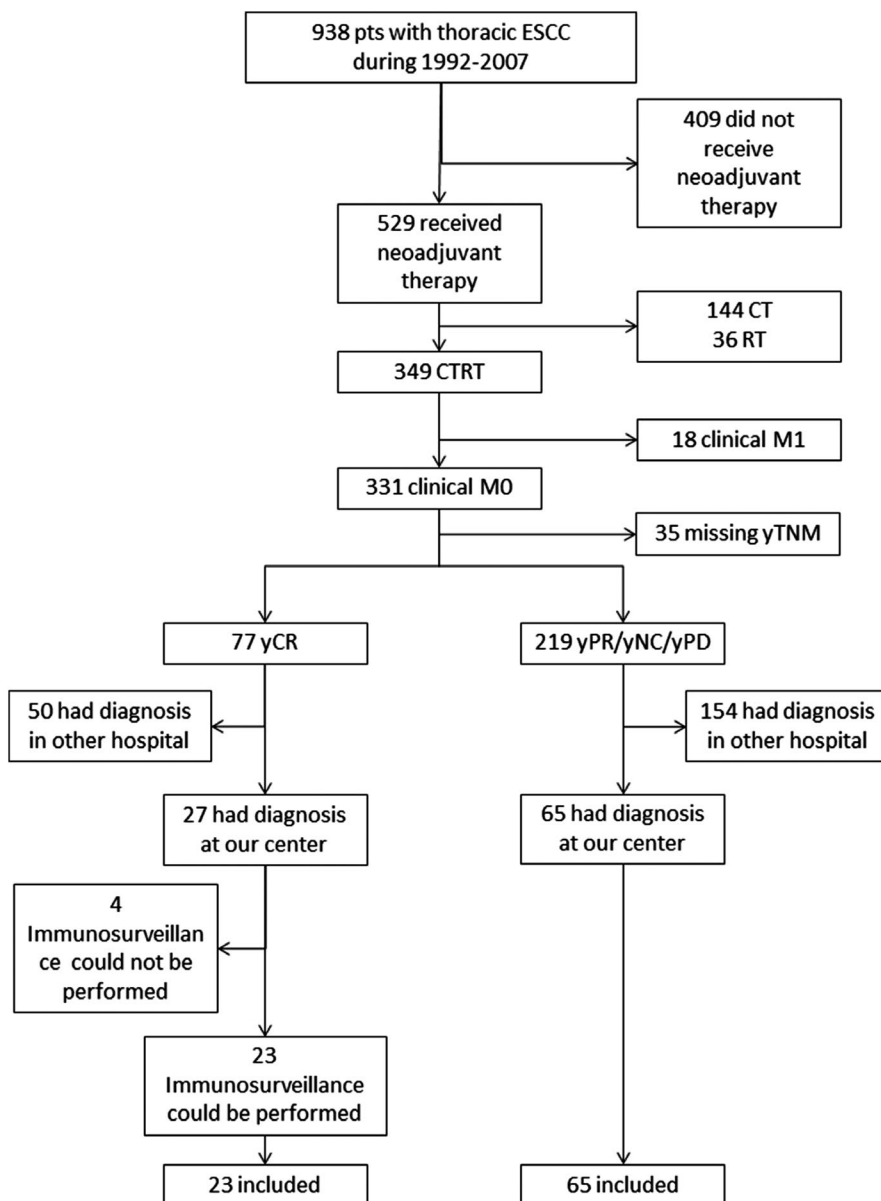 938 pts with thoracic ESCC
during 1992-2007
409 did not
receive
neoadjuvant
therapy
529 received
neoadjuvant
therapy
144 CT
36 RT
349 CTRT
18 clinical M1
331 clinical M0
35 missing yTNM
77 yCR
219 yPR/yNC/yPD
50 had diagnosis
in other hospital
154 had diagnosis
in other hospital
27 had diagnosis
at our center
65 had diagnosis
at our center
4
Immunosurveillan
ce could not be
performed
23
Immunosurveillance
could be performed
23 included
65 included